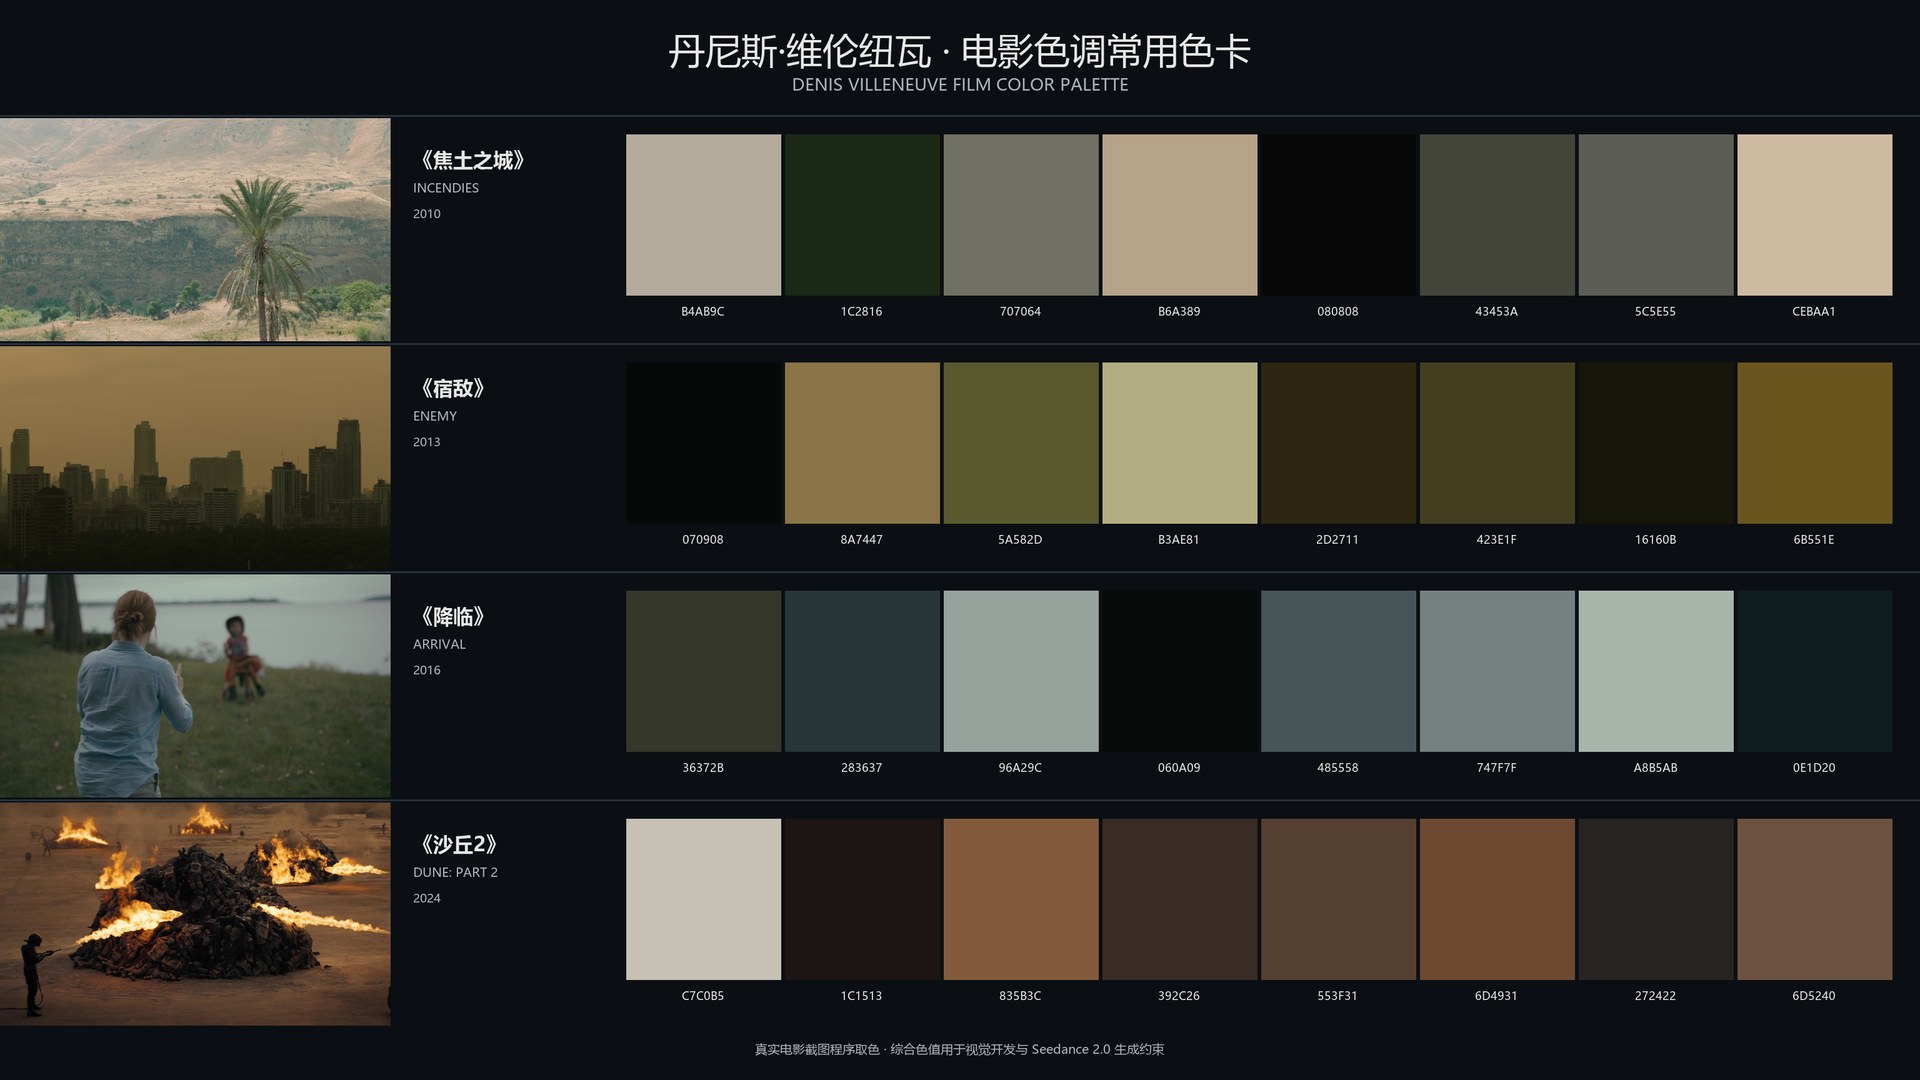 丹尼斯·维伦纽瓦 · 电影色调常用色卡
DENIS VILLENEUVE FILM COLOR PALETTE
《焦土之城》
INCENDIES
2010
B4AB9C 1C2816 707064 B6A389 080808 43453A 5C5E55 CEBAA1
《宿敌》
ENEMY
2013
070908 8A7447 5A582D B3AE81 2D2711 423E1F 16160B 6B551E
《降临》
ARRIVAL
2016
36372B 283637 96A29C 060A09 485558 747F7F A8B5AB 0E1D20
《沙丘2》
DUNE: PART 2
2024
C7C0B5 1C1513 835B3C 392C26 553F31 6D4931 272422 6D5240
真实电影截图程序取色 · 综合色值用于视觉开发与 Seedance 2.0 生成约束